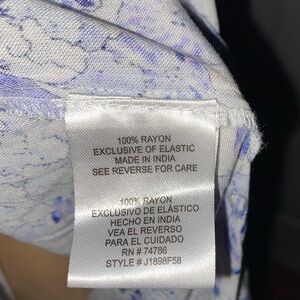 100% RAYON
EXCLUSIVE OF ELASTIC
MADE IN INDIA
SEE REVERSE FOR CARE
100% RAYON
EXCLUSIVO DE ELÁSTICO
HECHO EN INDIA
VEA EL REVERSO
PARA EL CUIDADO
RN # 74786
STYLE # J1898F58